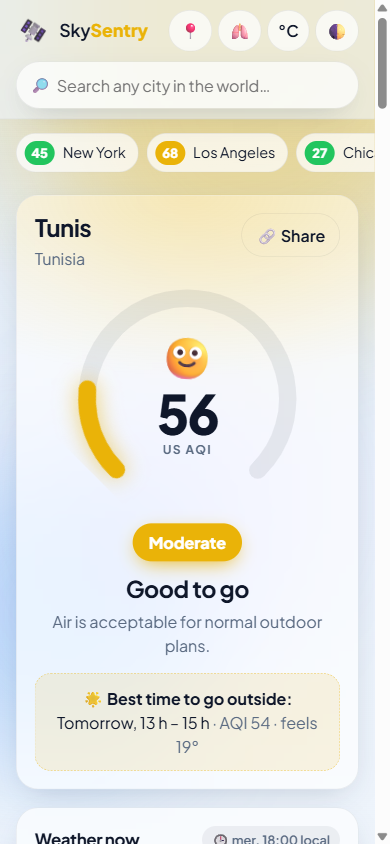 SkySentry
°C
Search any city in the world…
45 New York 68 Los Angeles 27 Chic
Tunis
Tunisia
Share
56
US AQI
Moderate
Good to go
Air is acceptable for normal outdoor
plans.
Best time to go outside:
Tomorrow, 13 h – 15 h · AQI 54 · feels
19°
Weather now
mer. 18:00 local